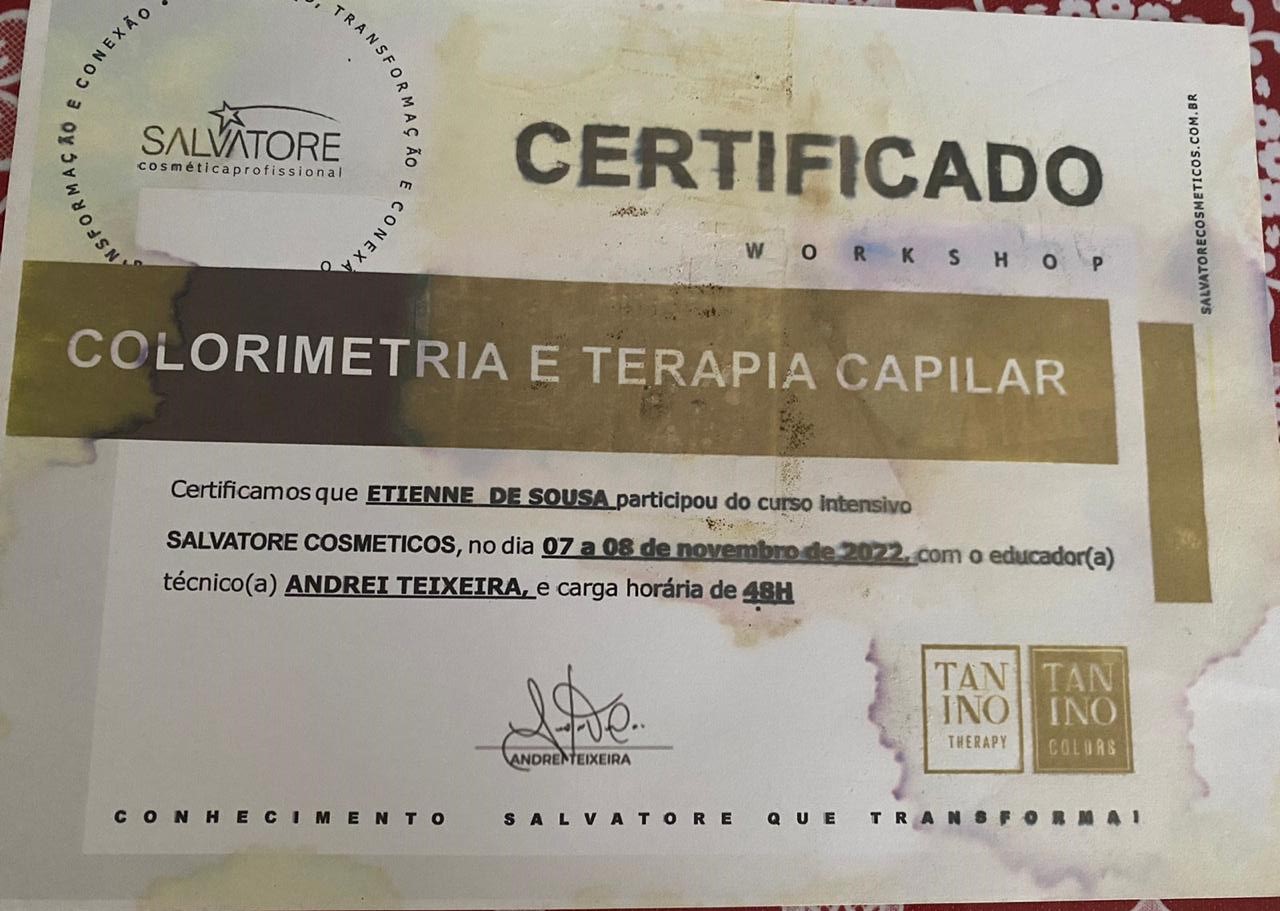 TRANSFORMAÇÃO E CONEXÃO • TRANSFORMAÇÃO E CONEXÃO
SALVATORE
cosméticaprofissional
CERTIFICADO
WORKSHOP
SALVATORECOSMETICOS.COM.BR
COLORIMETRIA E TERAPIA CAPILAR
Certificamos que ETIENNE DE SOUSA participou do curso intensivo
SALVATORE COSMETICOS, no dia 07 a 08 de novembro de 2022, com o educador(a)
técnico(a) ANDREI TEIXEIRA, e carga horária de 48H
ANDREI TEIXEIRA
TAN
INO
THERAPY
TAN
INO
COLORS
CONHECIMENTO SALVATORE QUE TRANSFORMA!